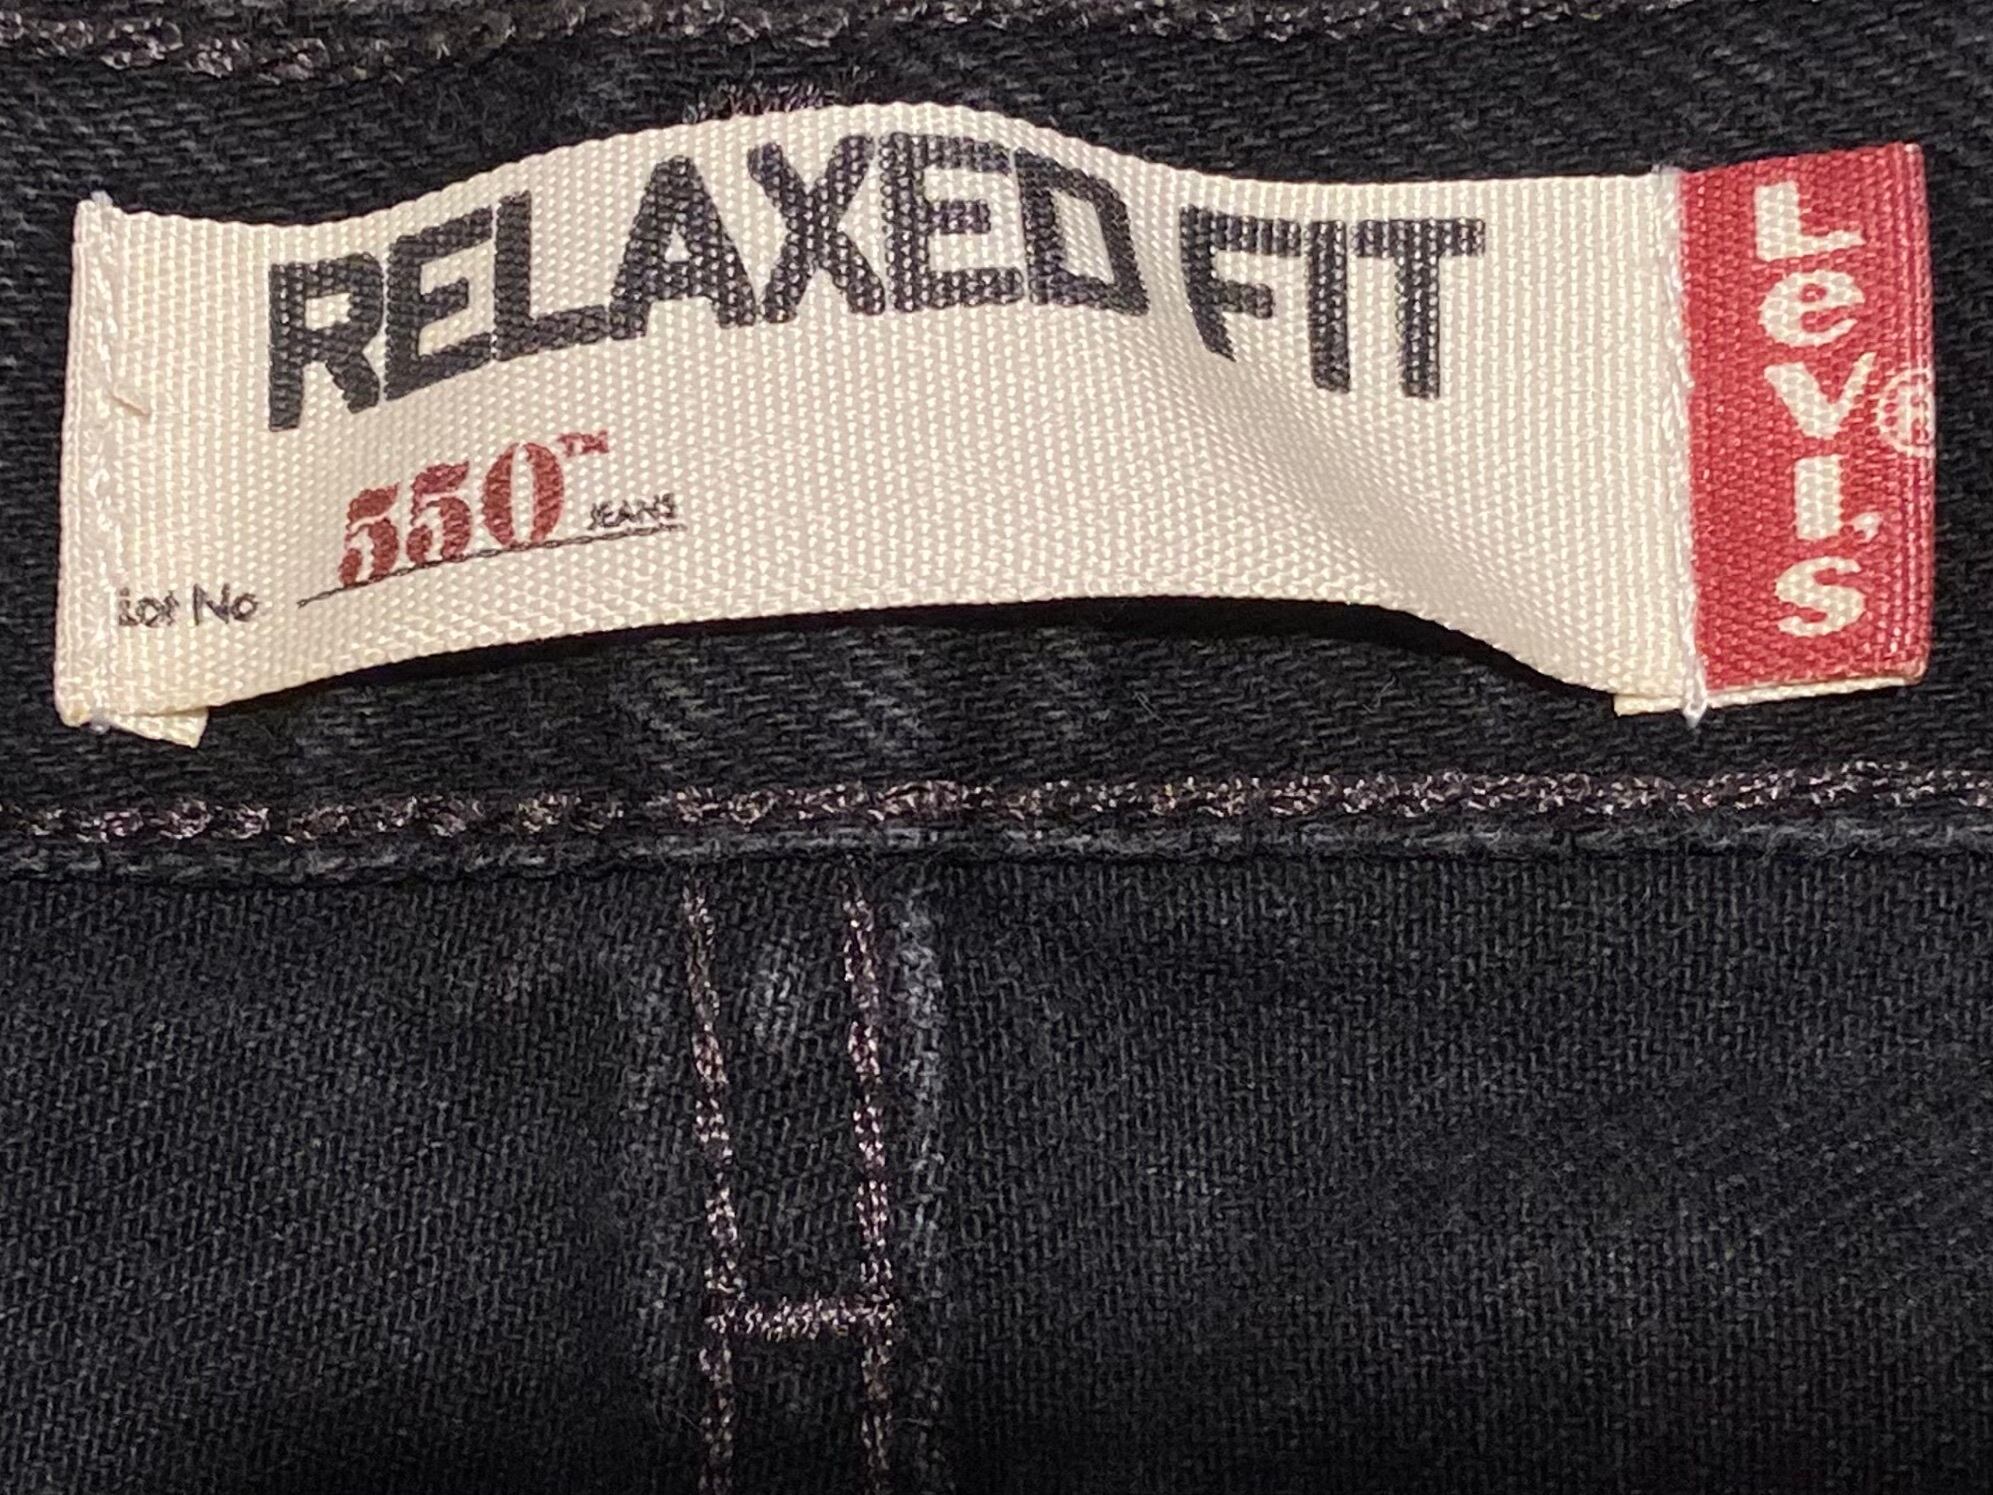 RELAXED FIT
550™ JEANS
Lot No
LEVI'S®